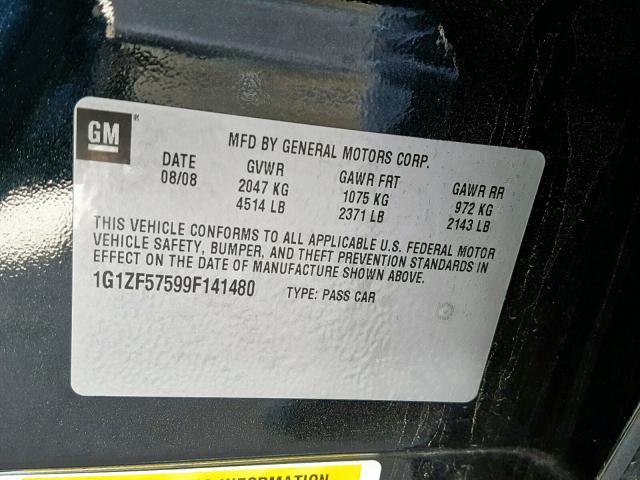 GM
MFD BY GENERAL MOTORS CORP.
DATE GVWR GAWR FRT GAWR RR
08/08 2047 KG 1075 KG 972 KG
4514 LB 2371 LB 2143 LB
THIS VEHICLE CONFORMS TO ALL APPLICABLE U.S. FEDERAL MOTOR
VEHICLE SAFETY, BUMPER, AND THEFT PREVENTION STANDARDS IN
EFFECT ON THE DATE OF MANUFACTURE SHOWN ABOVE.
1G1ZF57599F141480 TYPE: PASS CAR
INFORMATION